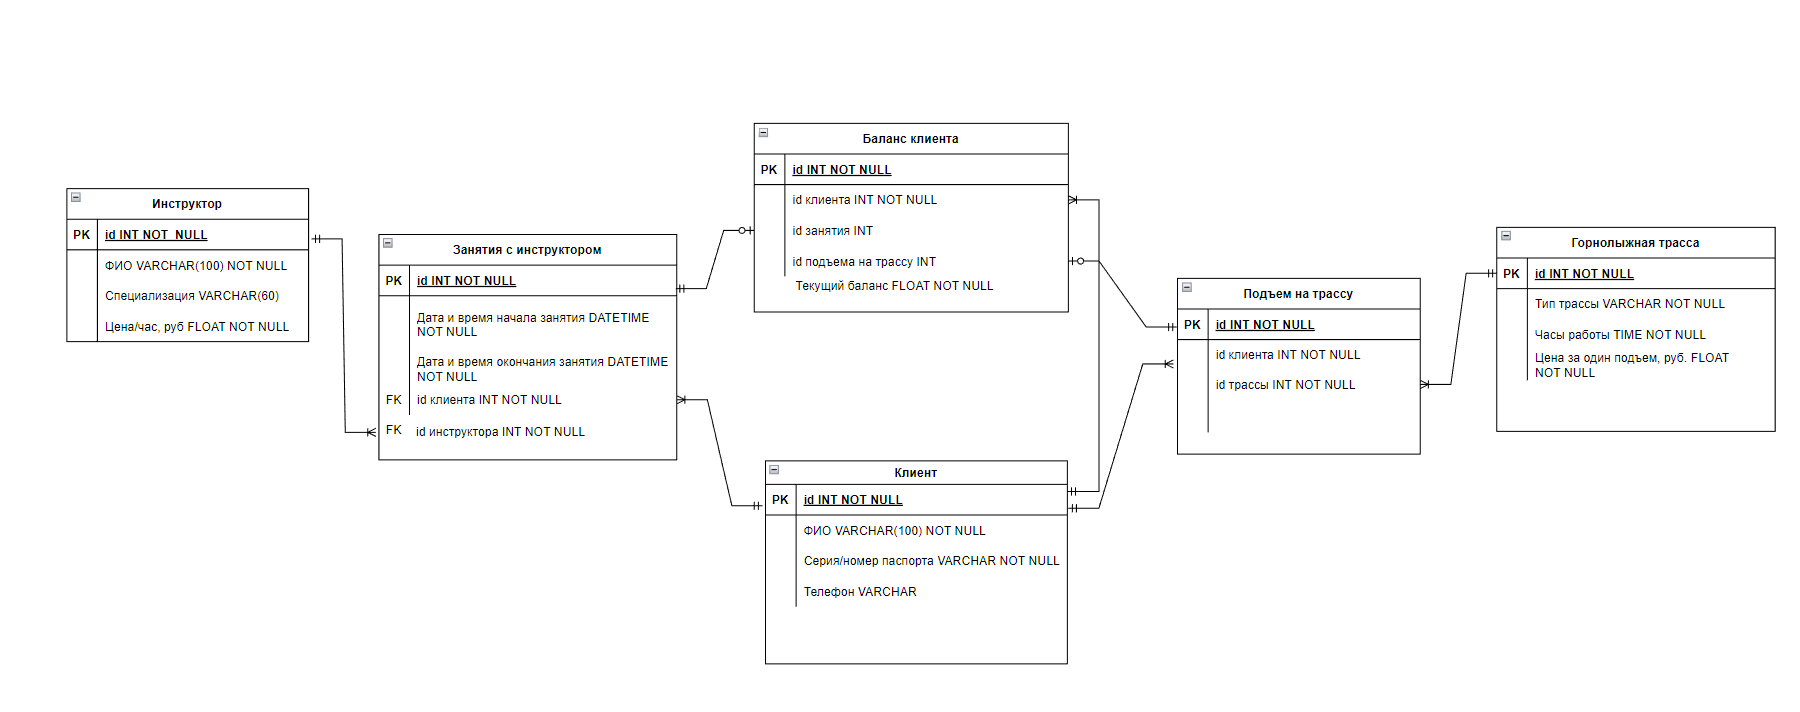 Инструктор
PK id INT NOT NULL
ФИО VARCHAR(100) NOT NULL
Специализация VARCHAR(60)
Цена/час, руб FLOAT NOT NULL
Занятия с инструктором
PK id INT NOT NULL
Дата и время начала занятия DATETIME
NOT NULL
Дата и время окончания занятия DATETIME
NOT NULL
FK id клиента INT NOT NULL
FK id инструктора INT NOT NULL
Баланс клиента
PK id INT NOT NULL
id клиента INT NOT NULL
id занятия INT
id подъема на трассу INT
Текущий баланс FLOAT NOT NULL
Клиент
PK id INT NOT NULL
ФИО VARCHAR(100) NOT NULL
Серия/номер паспорта VARCHAR NOT NULL
Телефон VARCHAR
Подъем на трассу
PK id INT NOT NULL
id клиента INT NOT NULL
id трассы INT NOT NULL
Горнолыжная трасса
PK id INT NOT NULL
Тип трассы VARCHAR NOT NULL
Часы работы TIME NOT NULL
Цена за один подъем, руб. FLOAT
NOT NULL